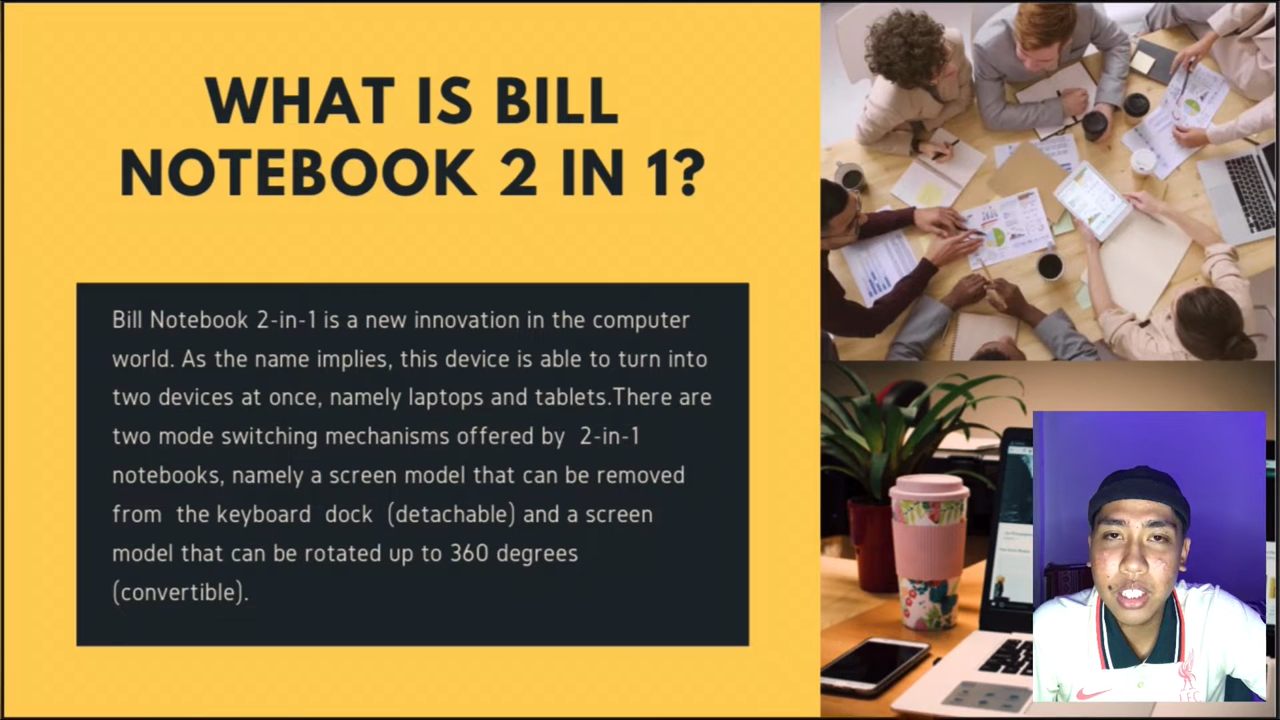 WHAT IS BILL
NOTEBOOK 2 IN 1?
Bill Notebook 2-in-1 is a new innovation in the computer
world. As the name implies, this device is able to turn into
two devices at once, namely laptops and tablets.There are
two mode switching mechanisms offered by 2-in-1
notebooks, namely a screen model that can be removed
from the keyboard dock (detachable) and a screen
model that can be rotated up to 360 degrees
(convertible).
L.F.C.